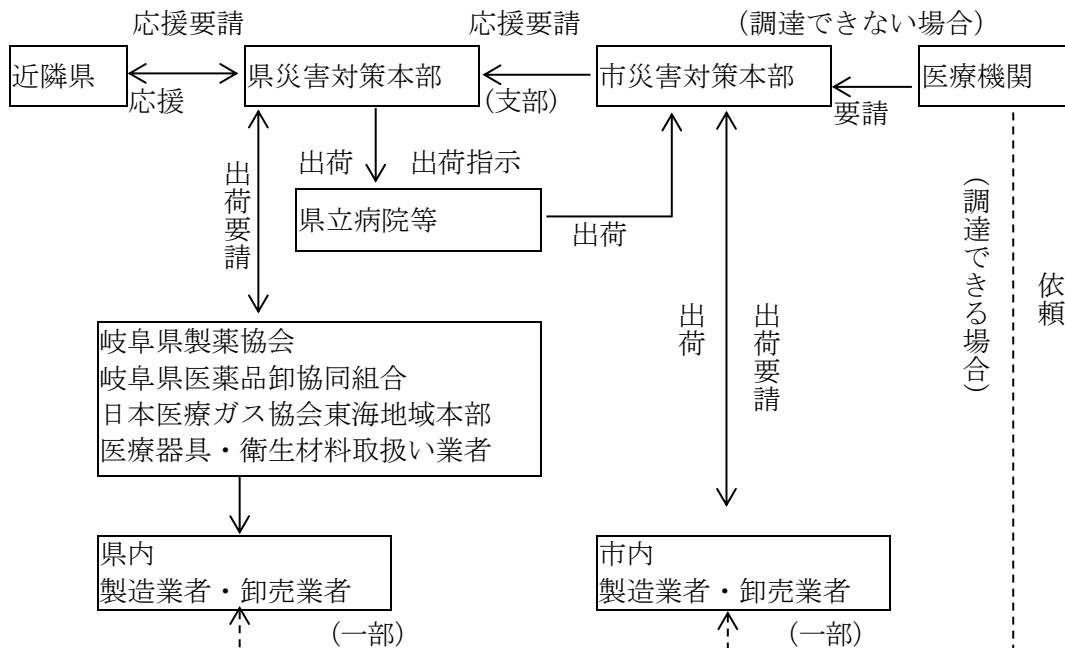 応援要請
応援要請
(調達できない場合)
近隣県
県災害対策本部
市災害対策本部
医療機関
応援
(支部)
要請
出荷
出荷指示
出荷要請
県立病院等
出荷
(調達できる場合)
依頼
出荷
出荷要請
岐阜県製薬協会
岐阜県医薬品卸協同組合
日本医療ガス協会東海地域本部
医療器具・衛生材料取扱い業者
県内
製造業者・卸売業者
市内
製造業者・卸売業者
(一部)
(一部)